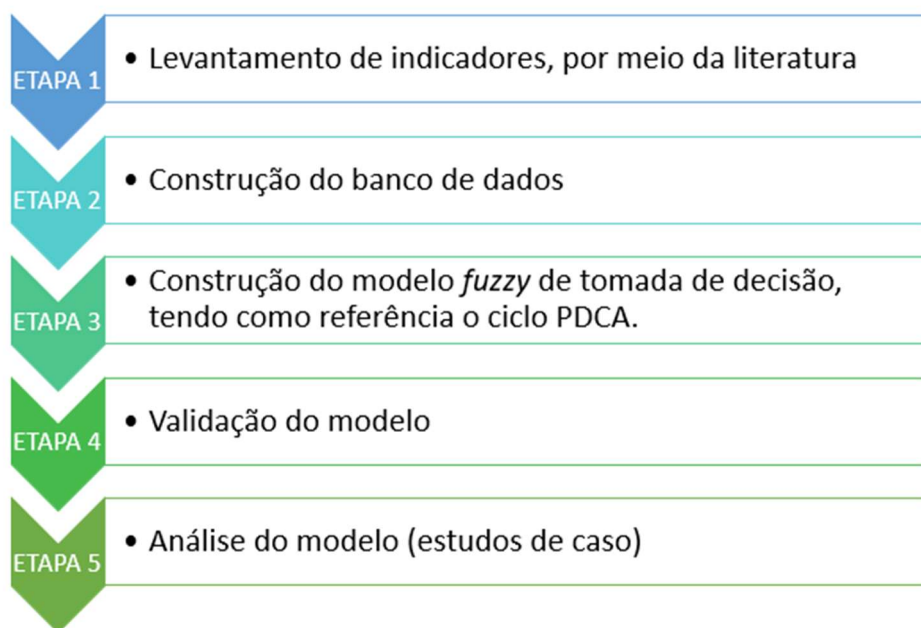 ETAPA 1
• Levantamento de indicadores, por meio da literatura
ETAPA 2
• Construção do banco de dados
ETAPA 3
• Construção do modelo fuzzy de tomada de decisão,
tendo como referência o ciclo PDCA.
ETAPA 4
• Validação do modelo
ETAPA 5
• Análise do modelo (estudos de caso)